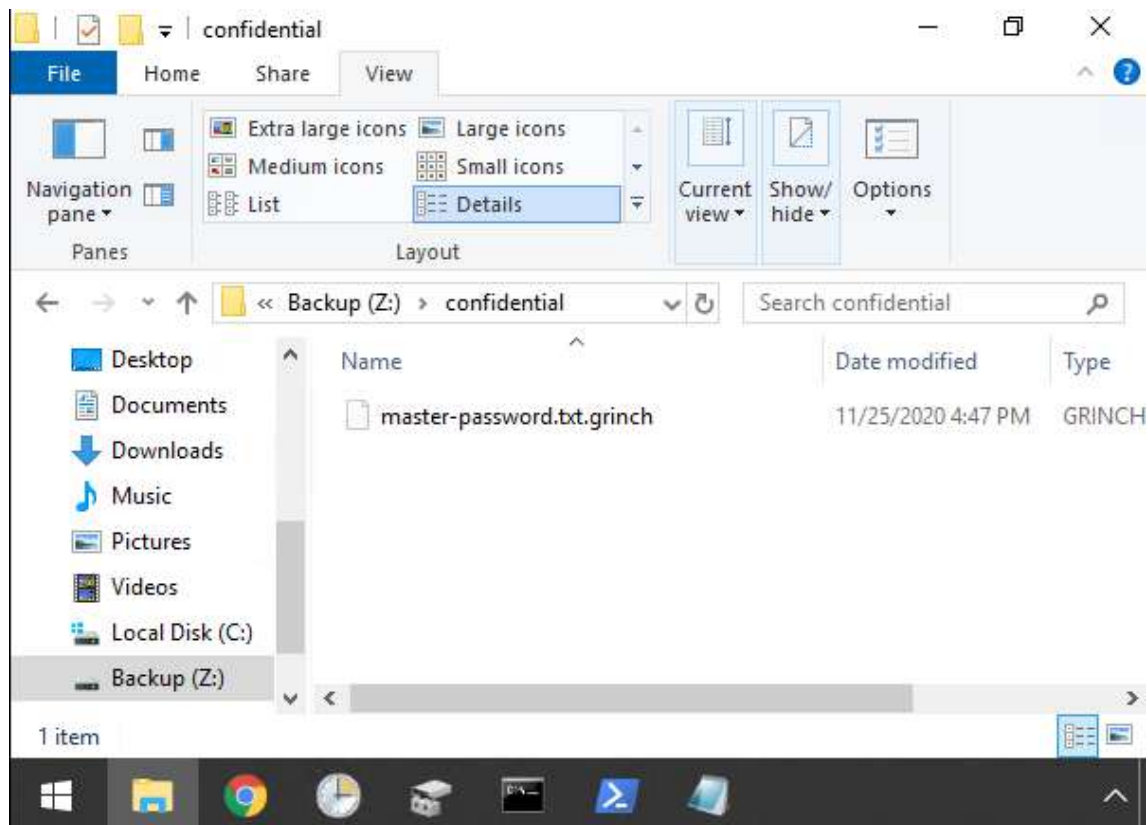 confidential
File Home Share View
Extra large icons Large icons
Medium icons Small icons
List Details
Navigation pane
Current view
Show/ hide
Options
Panes Layout
« Backup (Z:) › confidential
Search confidential
Desktop
Documents
Downloads
Music
Pictures
Videos
Local Disk (C:)
Backup (Z:)
Name Date modified Type
master-password.txt.grinch 11/25/2020 4:47 PM GRINCH
1 item